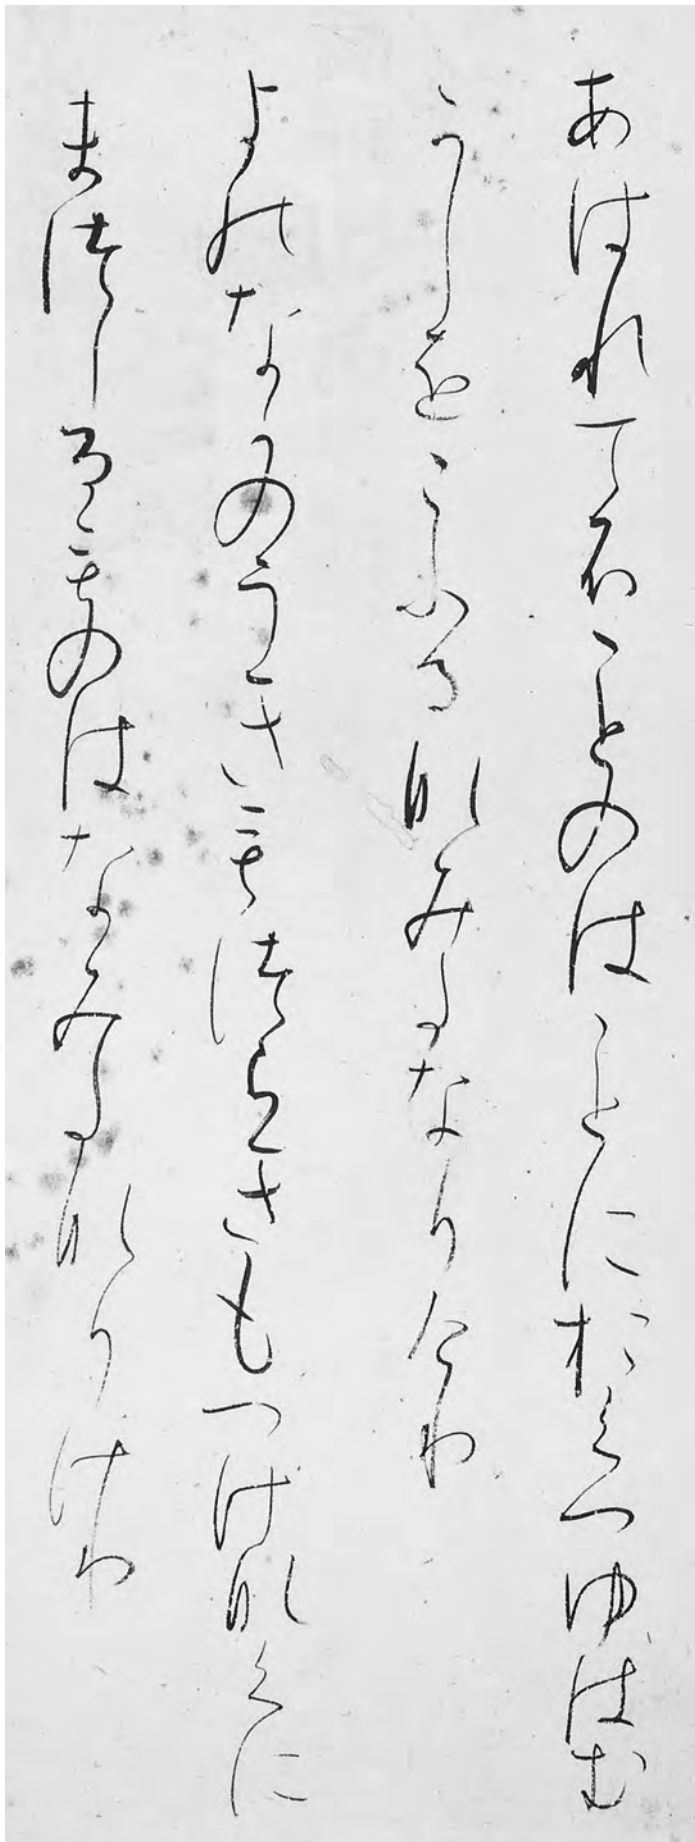 あはれてふことのはことにおくつゆはむ
かしをこふるなみたなりけり
よのなかのうきもつらきもつけなくに
まつしるものはなみたなりけり